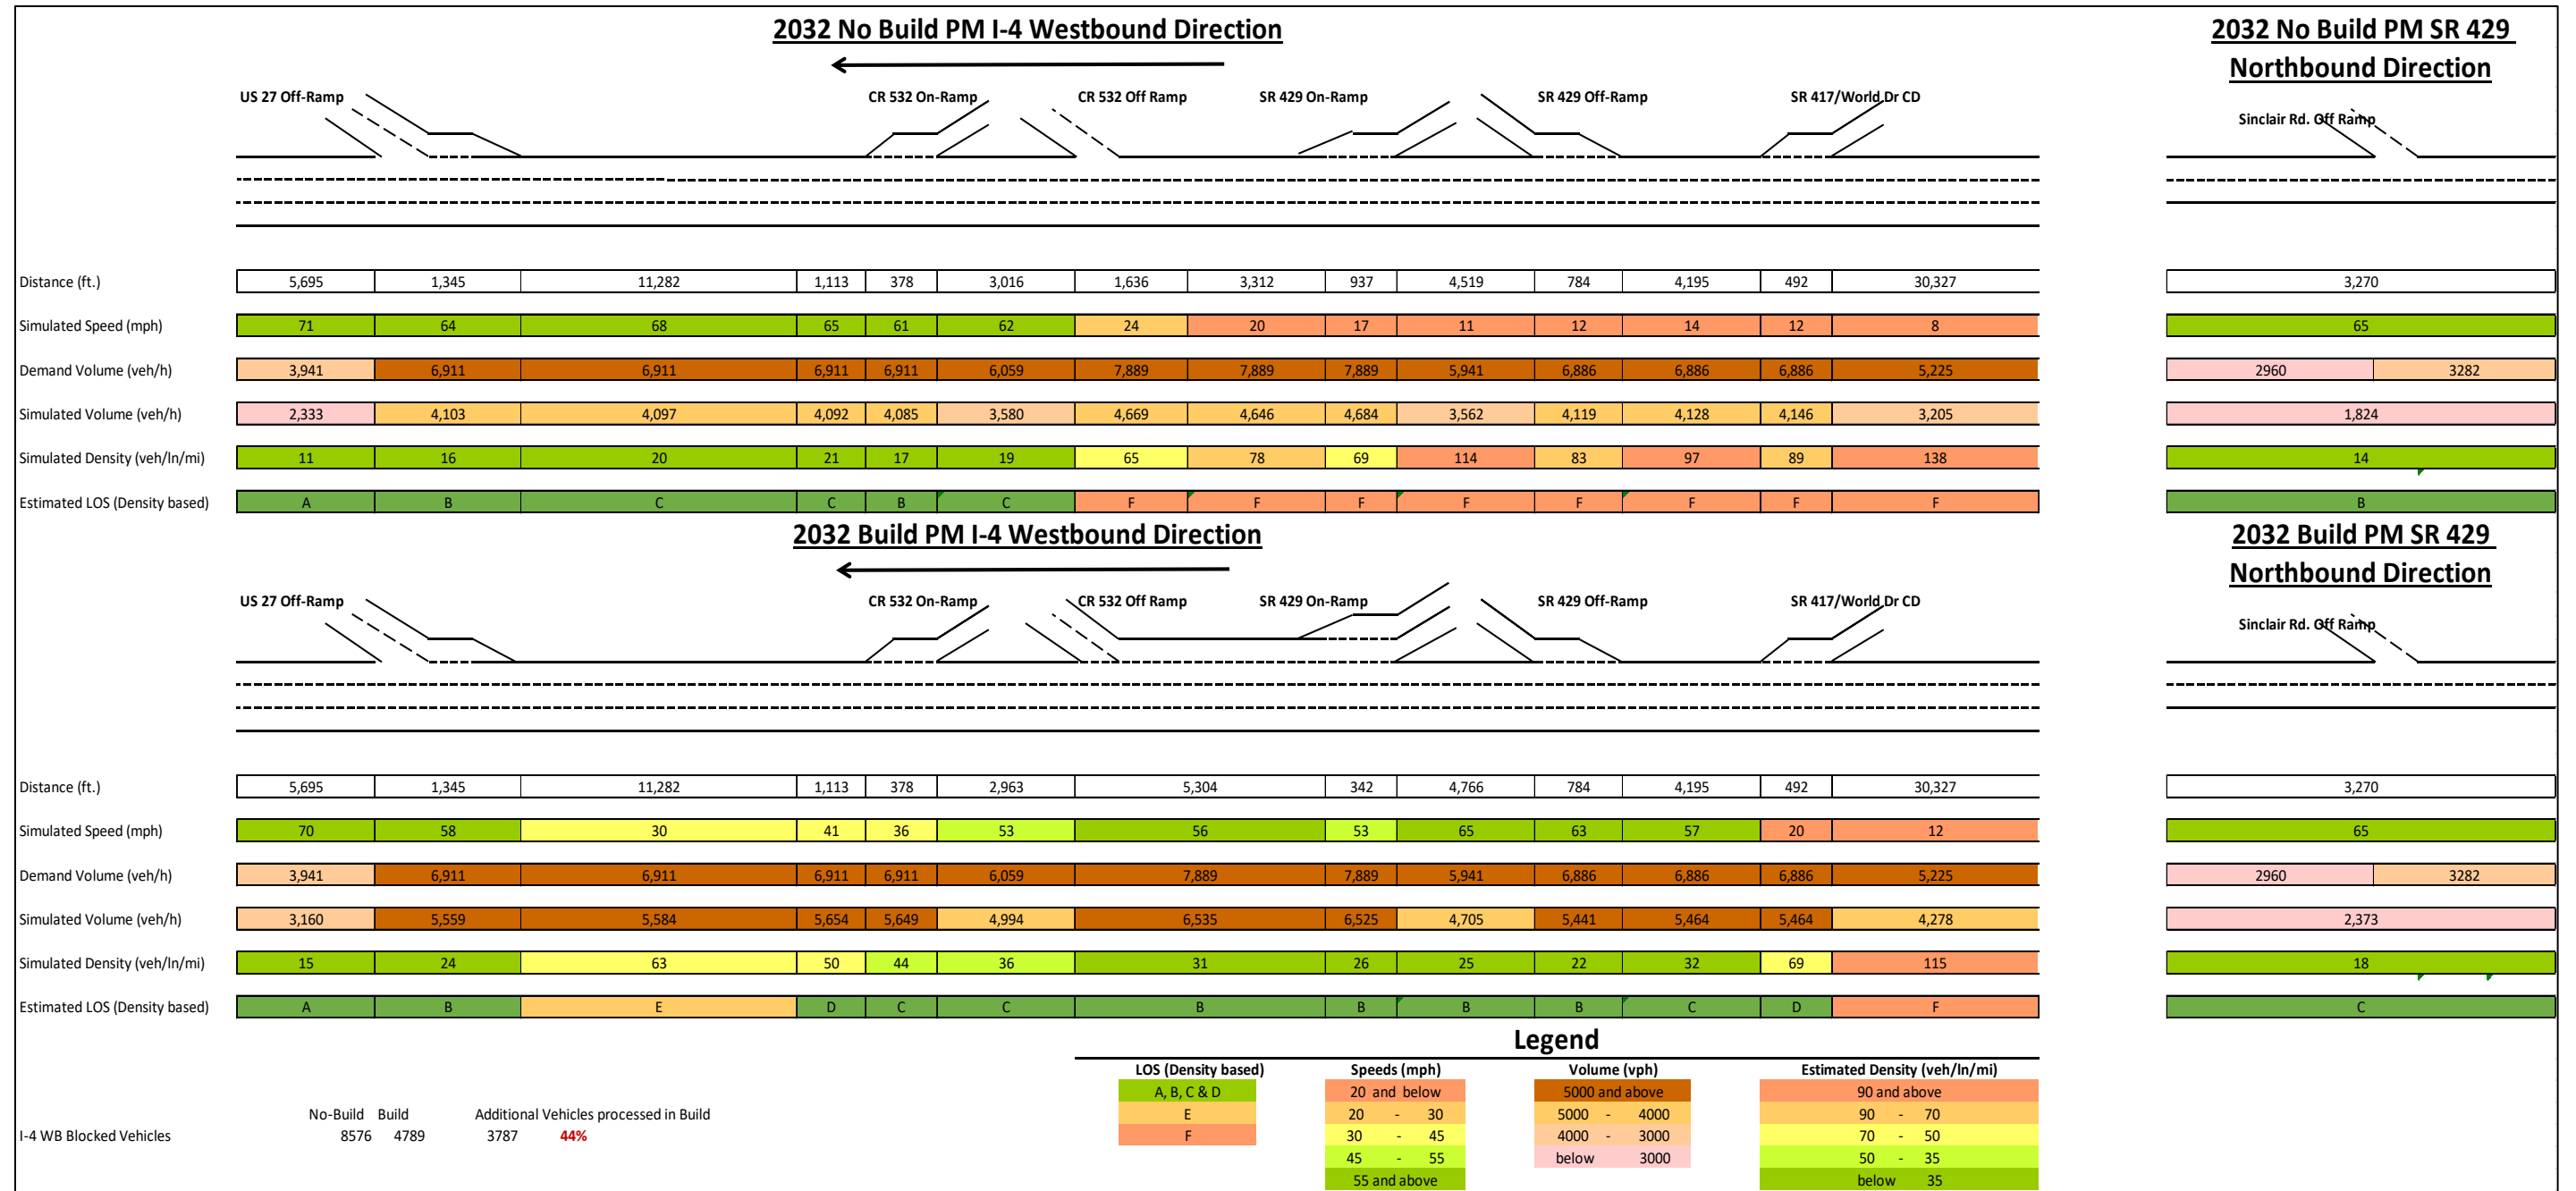 2032 No Build PM I-4 Westbound Direction
2032 No Build PM SR 429
Northbound Direction
US 27 Off-Ramp CR 532 On-Ramp CR 532 Off Ramp SR 429 On-Ramp SR 429 Off-Ramp SR 417/World Dr CD
Sinclair Rd. Off Ramp
Distance (ft.) 5,695 1,345 11,282 1,113 378 3,016 1,636 3,312 937 4,519 784 4,195 492 30,327 3,270
Simulated Speed (mph) 71 64 68 65 61 62 24 20 17 11 12 14 12 8 65
Demand Volume (veh/h) 3,941 6,911 6,911 6,911 6,911 6,059 7,889 7,889 7,889 5,941 6,886 6,886 6,886 5,225 2960 3282
Simulated Volume (veh/h) 2,333 4,103 4,097 4,092 4,085 3,580 4,669 4,646 4,684 3,562 4,119 4,128 4,146 3,205 1,824
Simulated Density (veh/ln/mi) 11 16 20 21 17 19 65 78 69 114 83 97 89 138 14
Estimated LOS (Density based) A B C C B C F F F F F F F F B
2032 Build PM I-4 Westbound Direction
2032 Build PM SR 429
Northbound Direction
US 27 Off-Ramp CR 532 On-Ramp CR 532 Off Ramp SR 429 On-Ramp SR 429 Off-Ramp SR 417/World Dr CD
Sinclair Rd. Off Ramp
Distance (ft.) 5,695 1,345 11,282 1,113 378 2,963 5,304 342 4,766 784 4,195 492 30,327 3,270
Simulated Speed (mph) 70 58 30 41 36 53 56 53 65 63 57 20 12 65
Demand Volume (veh/h) 3,941 6,911 6,911 6,911 6,911 6,059 7,889 7,889 5,941 6,886 6,886 6,886 5,225 2960 3282
Simulated Volume (veh/h) 3,160 5,559 5,584 5,654 5,649 4,994 6,535 6,525 4,705 5,441 5,464 5,464 4,278 2,373
Simulated Density (veh/ln/mi) 15 24 63 50 44 36 31 26 25 22 32 69 115 18
Estimated LOS (Density based) A B E D C C B B B B C D F C
Legend
LOS (Density based) Speeds (mph) Volume (vph) Estimated Density (veh/ln/mi)
A, B, C & D 20 and below 5000 and above 90 and above
No-Build Build Additional Vehicles processed in Build E 20 - 30 5000 - 4000 90 - 70
I-4 WB Blocked Vehicles 8576 4789 3787 44% F 30 - 45 4000 - 3000 70 - 50
45 - 55 below 3000 50 - 35
55 and above below 35